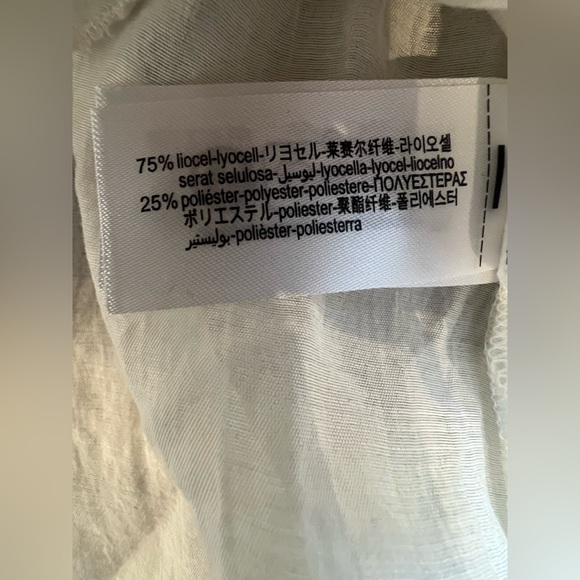 75% liocel-lyocell-リヨセル-莱赛尔纤维-라이오셀
serat selulosa-ليوسيل-lyocella-lyocel-liocelno
25% poliéster-polyester-poliestere-ΠΟΛΥΕΣΤΕΡΑΣ
ポリエステル-poliester-聚酯纤维-폴리에스터
بوليستير-polièster-poliesterra